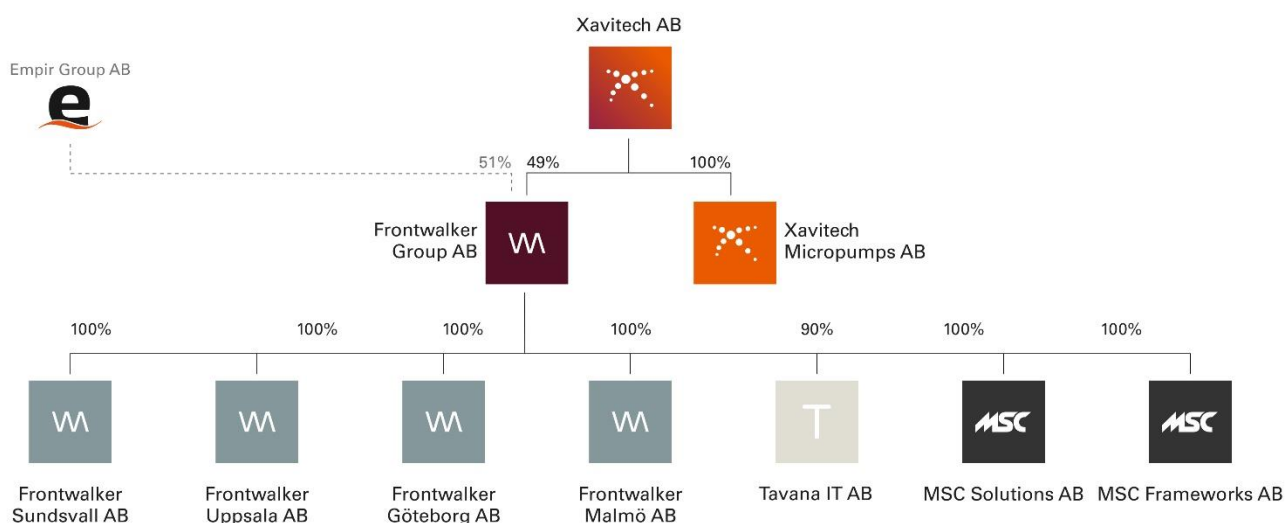 Xavitech AB
Empir Group AB
e
51%
49%
100%
Frontwalker
Group AB
Xavitech
Micropumps AB
100%
100%
100%
100%
90%
100%
100%
T
MSC
MSC
Frontwalker
Sundsvall AB
Frontwalker
Uppsala AB
Frontwalker
Göteborg AB
Frontwalker
Malmö AB
Tavana IT AB
MSC Solutions AB
MSC Frameworks AB